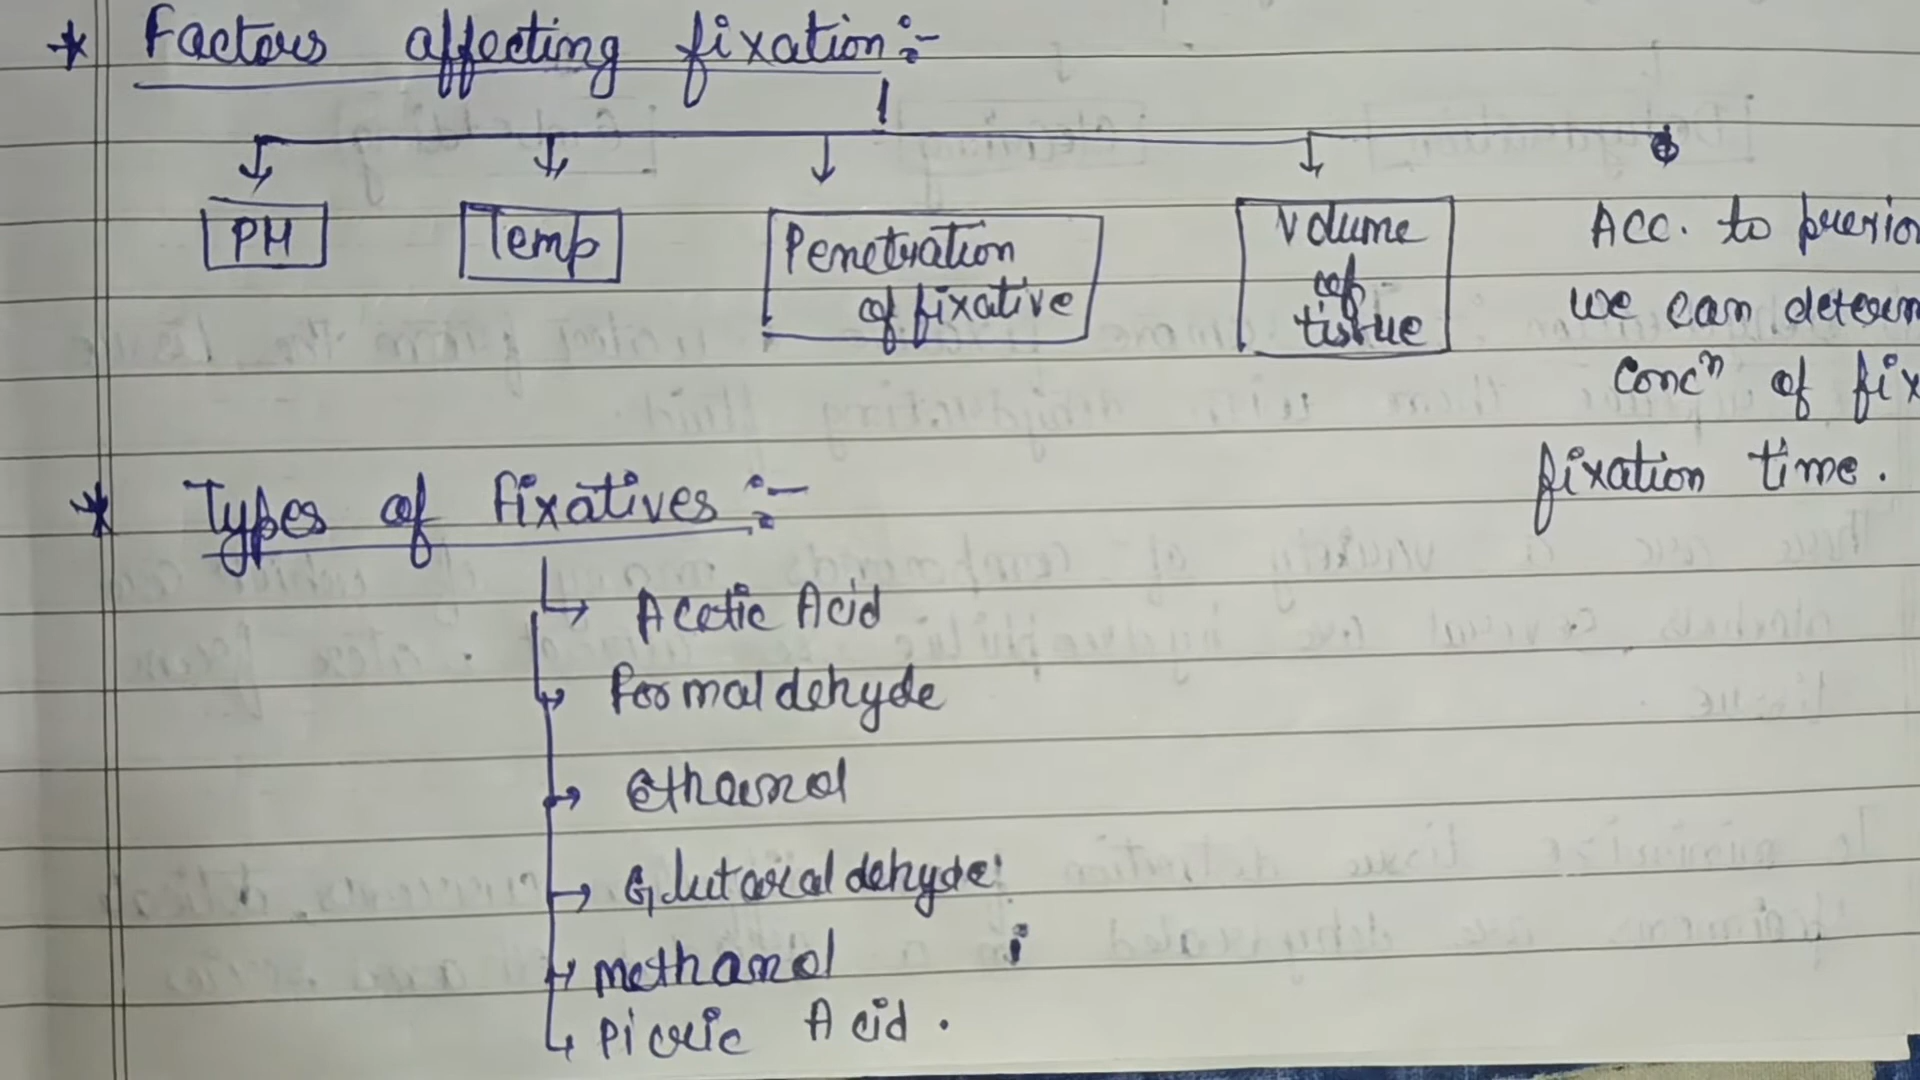 * Factors affecting fixation :-
PH
Temp
Penetration
of fixative
Volume
of
tissue
Acc. to
we can
concn of
fixation time.
* Types of fixatives :-
Acetic Acid
Formaldehyde
Ethanol
Glutaraldehyde
methanol
Picric Acid.